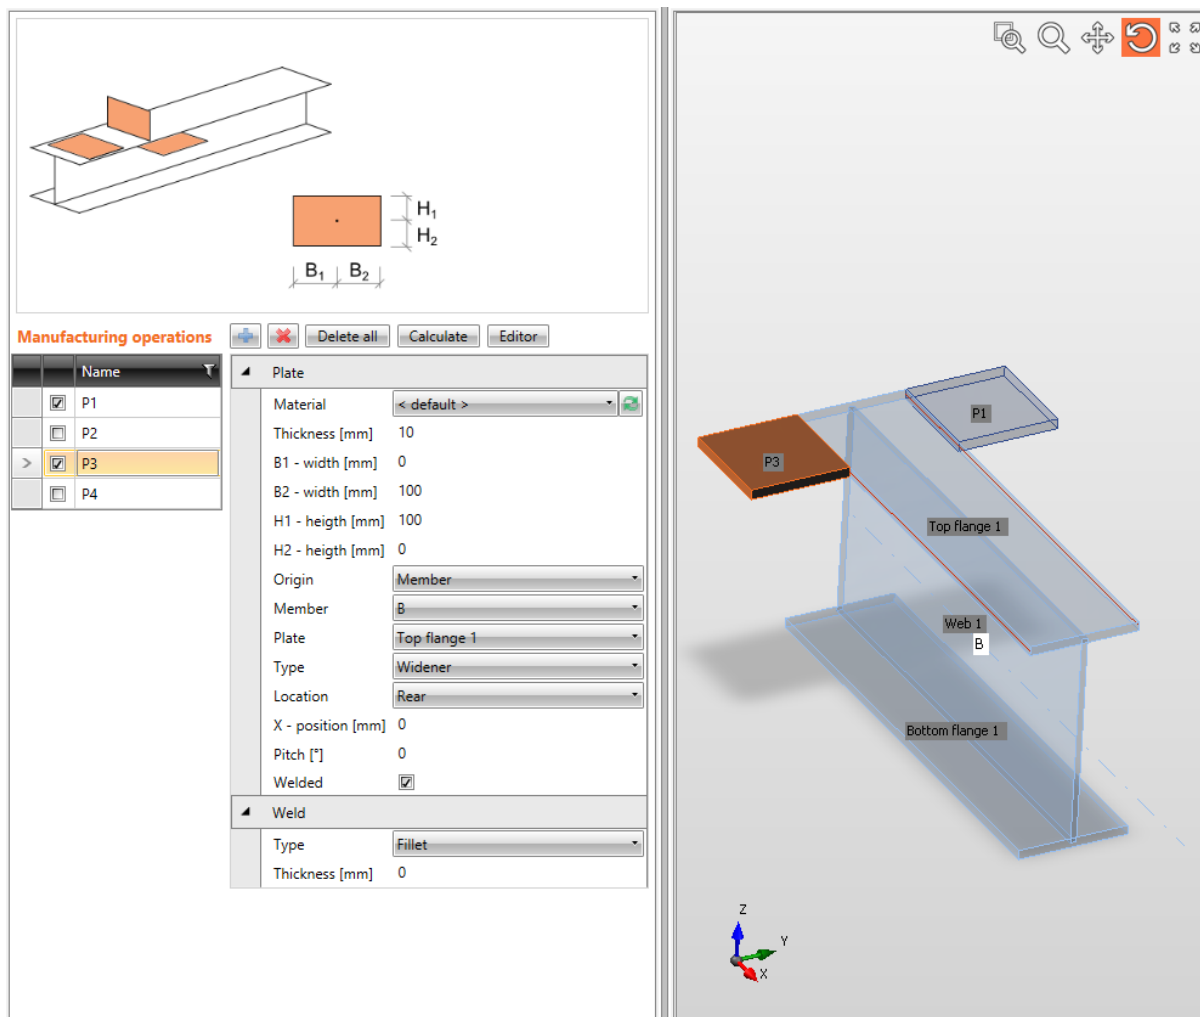 H1
H2
B1 B2
Manufacturing operations Delete all Calculate Editor
Name
P1
P2
P3
P4
Plate
Material < default >
Thickness [mm] 10
B1 - width [mm] 0
B2 - width [mm] 100
H1 - heigth [mm] 100
H2 - heigth [mm] 0
Origin Member
Member B
Plate Top flange 1
Type Widener
Location Rear
X - position [mm] 0
Pitch [°] 0
Welded
Weld
Type Fillet
Thickness [mm] 0
P1
P3
Top flange 1
Web 1
B
Bottom flange 1
Z
Y
X